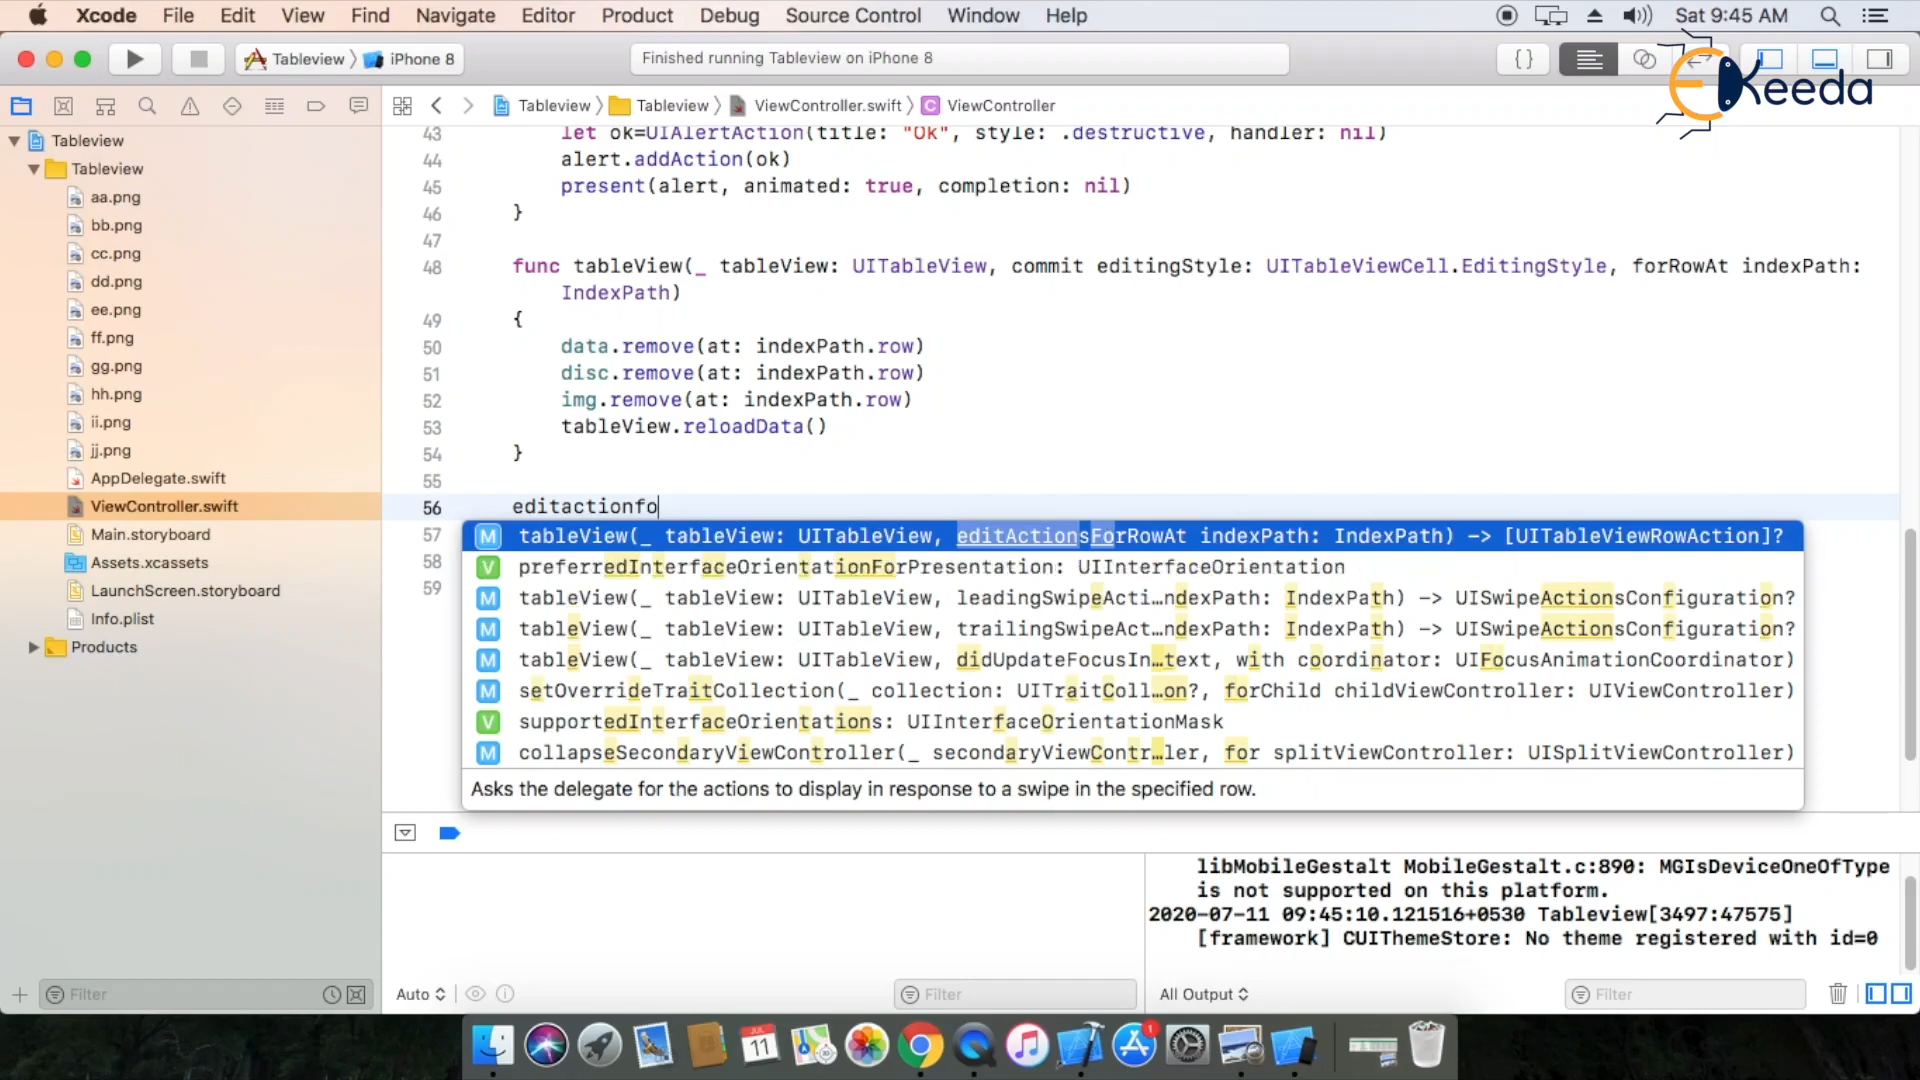 Xcode File Edit View Find Navigate Editor Product Debug Source Control Window Help Sat 9:45 AM
Tableview iPhone 8 Finished running Tableview on iPhone 8 { }
Keeda
Tableview Tableview ViewController.swift C ViewController
Tableview
Tableview
aa.png
bb.png
cc.png
dd.png
ee.png
ff.png
gg.png
hh.png
ii.png
jj.png
AppDelegate.swift
ViewController.swift
Main.storyboard
Assets.xcassets
LaunchScreen.storyboard
Info.plist
Products
43 let ok=UIAlertAction(title: "Ok", style: .destructive, handler: nil)
44 alert.addAction(ok)
45 present(alert, animated: true, completion: nil)
46 }
47
48 func tableView(_ tableView: UITableView, commit editingStyle: UITableViewCell.EditingStyle, forRowAt indexPath:
IndexPath)
49 {
50 data.remove(at: indexPath.row)
51 disc.remove(at: indexPath.row)
52 img.remove(at: indexPath.row)
53 tableView.reloadData()
54 }
55
56 editactionfo
57
58
59
M tableView(_ tableView: UITableView, editActionsForRowAt indexPath: IndexPath) -> [UITableViewRowAction]?
V preferredInterfaceOrientationForPresentation: UIInterfaceOrientation
M tableView(_ tableView: UITableView, leadingSwipeActi…ndexPath: IndexPath) -> UISwipeActionsConfiguration?
M tableView(_ tableView: UITableView, trailingSwipeAct…ndexPath: IndexPath) -> UISwipeActionsConfiguration?
M tableView(_ tableView: UITableView, didUpdateFocusIn…text, with coordinator: UIFocusAnimationCoordinator)
M setOverrideTraitCollection(_ collection: UITraitColl…on?, forChild childViewController: UIViewController)
V supportedInterfaceOrientations: UIInterfaceOrientationMask
M collapseSecondaryViewController(_ secondaryViewContr…ler, for splitViewController: UISplitViewController)
Asks the delegate for the actions to display in response to a swipe in the specified row.
libMobileGestalt MobileGestalt.c:890: MGIsDeviceOneOfType
is not supported on this platform.
2020-07-11 09:45:10.121516+0530 Tableview[3497:47575]
[framework] CUIThemeStore: No theme registered with id=0
Filter Auto Filter All Output Filter
JUL
11
1